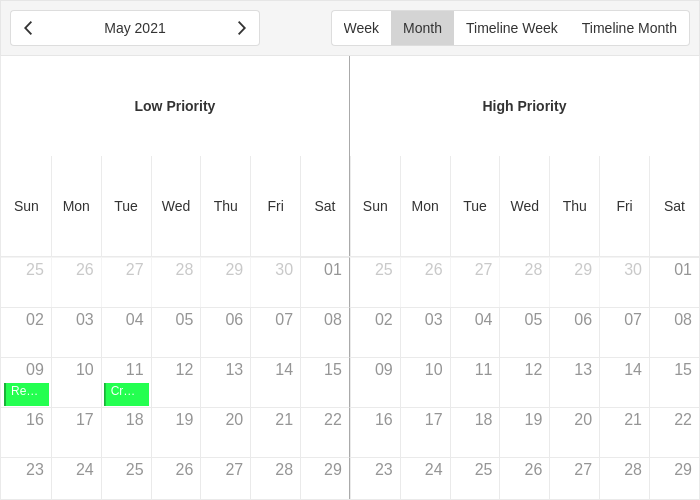 May 2021 Week Month Timeline Week Timeline Month
Low Priority High Priority
Sun Mon Tue Wed Thu Fri Sat Sun Mon Tue Wed Thu Fri Sat
25 26 27 28 29 30 01 25 26 27 28 29 30 01
02 03 04 05 06 07 08 02 03 04 05 06 07 08
09 10 11 12 13 14 15 09 10 11 12 13 14 15
Re... Cr...
16 17 18 19 20 21 22 16 17 18 19 20 21 22
23 24 25 26 27 28 29 23 24 25 26 27 28 29